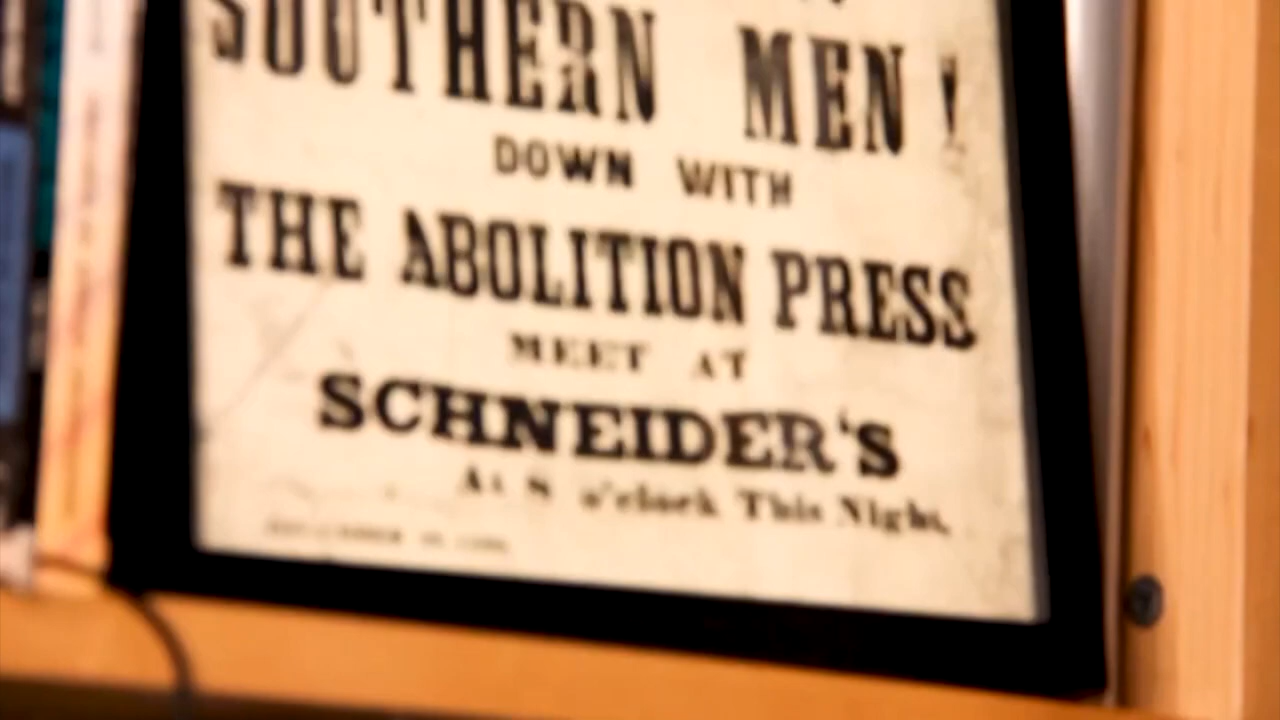 SOUTHERN MEN!
DOWN WITH
THE ABOLITION PRESS
MEET AT
SCHNEIDER'S
At 8 o'clock This Night,